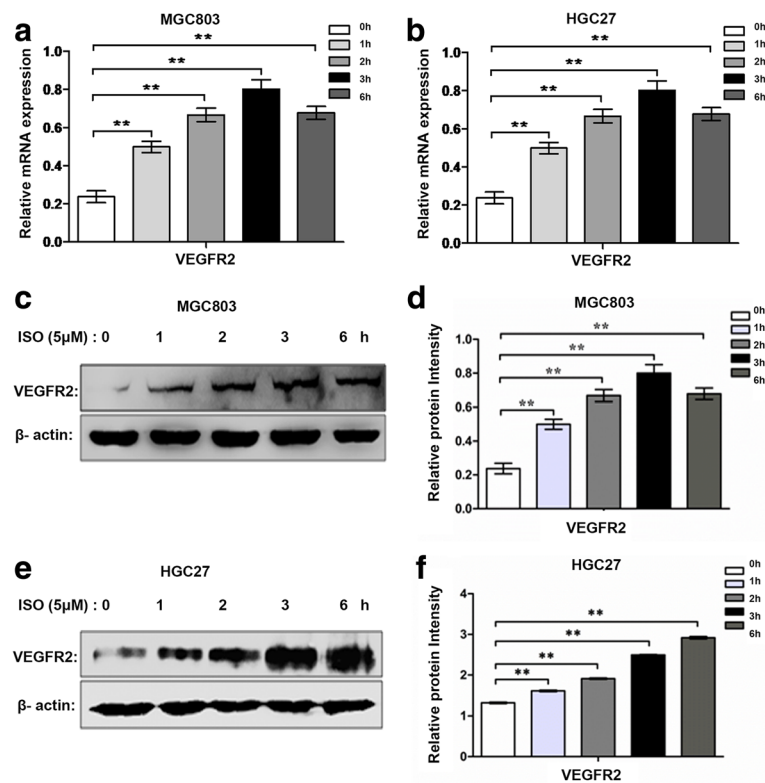 a
MGC803
Relative mRNA expression
1.0
0.8
0.6
0.4
0.2
0.0
**
**
**
**
VEGFR2
0h
1h
2h
3h
6h
b
HGC27
Relative mRNA expression
1.0
0.8
0.6
0.4
0.2
0.0
**
**
**
**
VEGFR2
0h
1h
2h
3h
6h
c
MGC803
ISO (5μM) : 0 1 2 3 6 h
VEGFR2:
β- actin:
d
MGC803
Relative protein Intensity
1.0
0.8
0.6
0.4
0.2
0.0
**
**
**
**
VEGFR2
0h
1h
2h
3h
6h
e
HGC27
ISO (5μM) : 0 1 2 3 6 h
VEGFR2:
β- actin:
f
HGC27
Relative protein Intensity
4
3
2
1
0
**
**
**
**
VEGFR2
0h
1h
2h
3h
6h